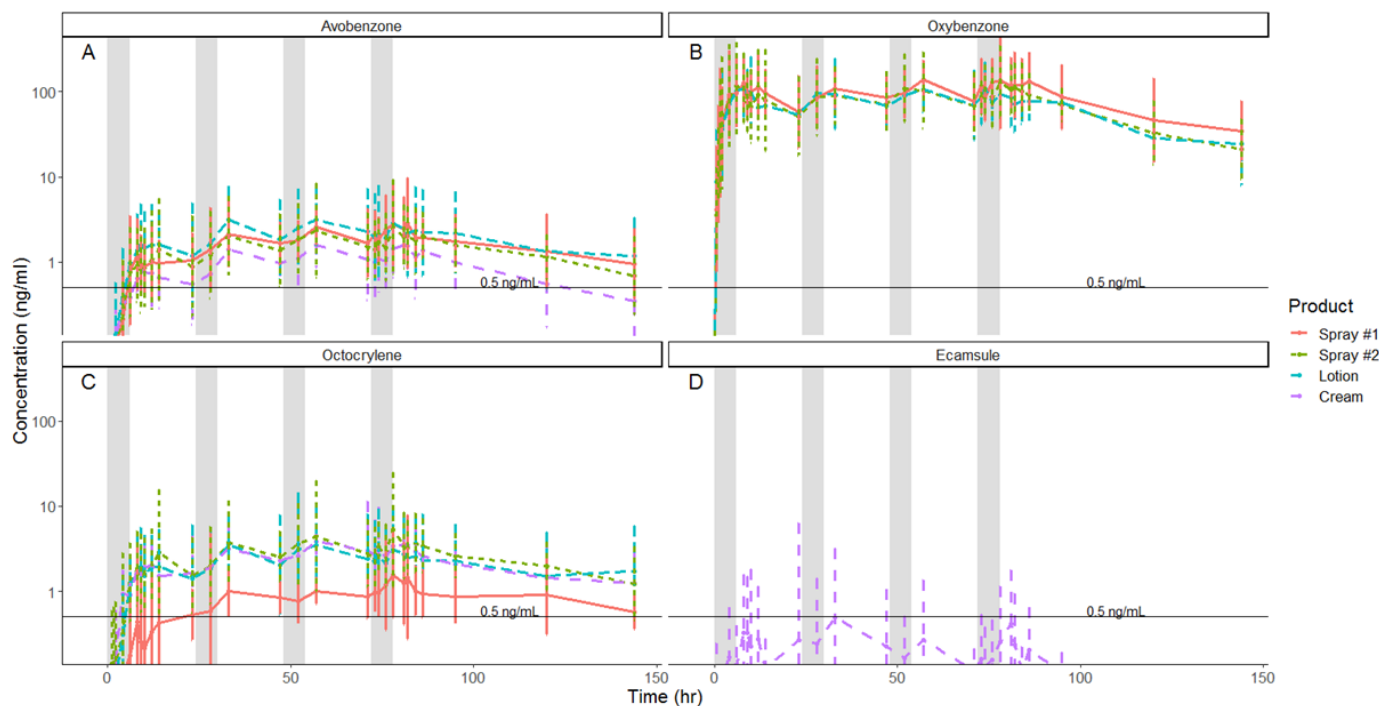 Avobenzone
Oxybenzone
A
B
100
10
1
0.5 ng/mL
0.5 ng/mL
Octocrylene
Ecamsule
C
D
100
10
1
0.5 ng/mL
0.5 ng/mL
0
50
100
150
0
50
100
150
Time (hr)
Concentration (ng/ml)
Product
Spray #1
Spray #2
Lotion
Cream